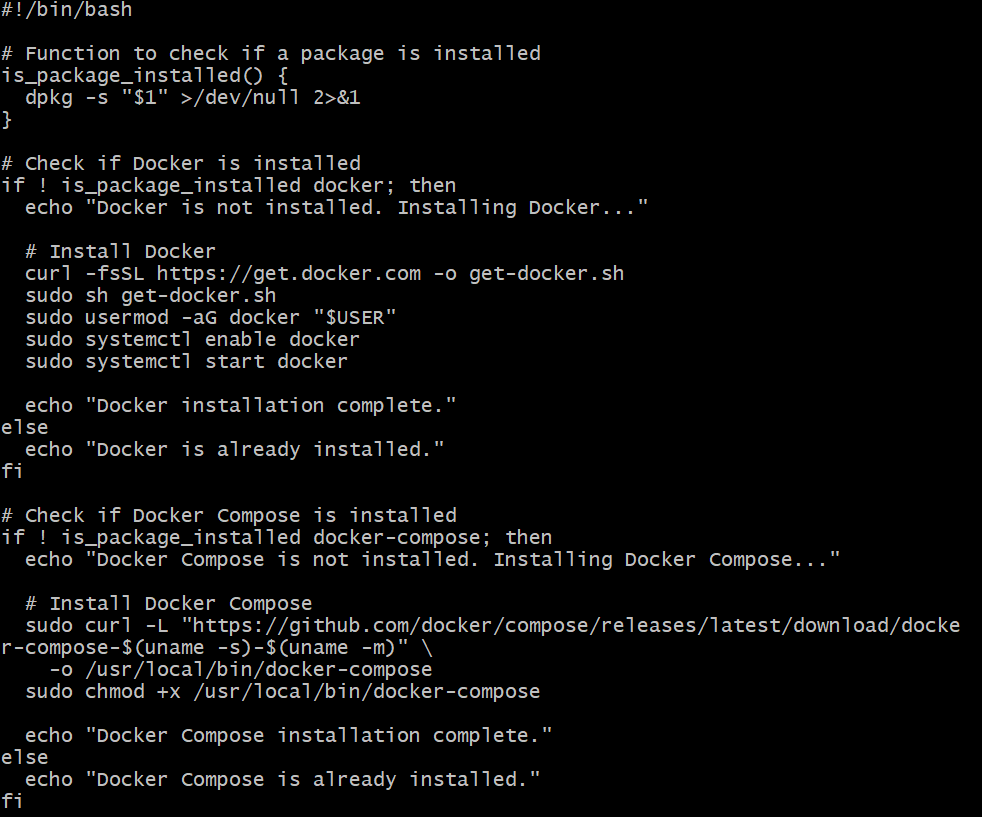 #!/bin/bash

# Function to check if a package is installed
is_package_installed() {
  dpkg -s "$1" >/dev/null 2>&1
}

# Check if Docker is installed
if ! is_package_installed docker; then
  echo "Docker is not installed. Installing Docker..."

  # Install Docker
  curl -fsSL https://get.docker.com -o get-docker.sh
  sudo sh get-docker.sh
  sudo usermod -aG docker "$USER"
  sudo systemctl enable docker
  sudo systemctl start docker

  echo "Docker installation complete."
else
  echo "Docker is already installed."
fi

# Check if Docker Compose is installed
if ! is_package_installed docker-compose; then
  echo "Docker Compose is not installed. Installing Docker Compose..."

  # Install Docker Compose
  sudo curl -L "https://github.com/docker/compose/releases/latest/download/docke
r-compose-$(uname -s)-$(uname -m)" \
    -o /usr/local/bin/docker-compose
  sudo chmod +x /usr/local/bin/docker-compose

  echo "Docker Compose installation complete."
else
  echo "Docker Compose is already installed."
fi